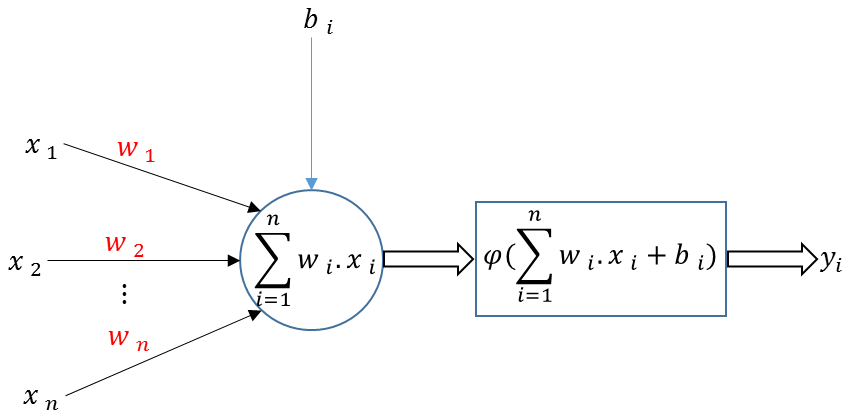 b i
x 1
w 1
x 2
w 2
⋮
w n
x n
n
∑ w i . x i
i=1
n
φ(∑ w i . x i + b i)
i=1
y i